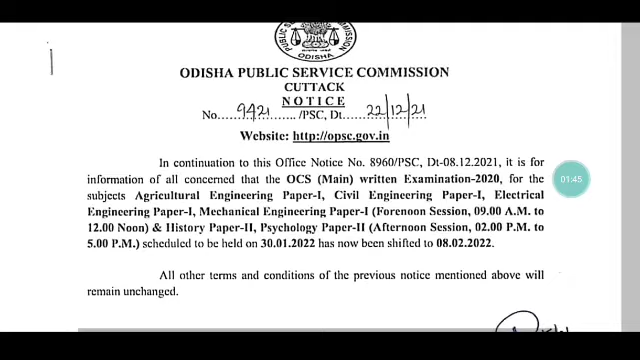 PUBLIC SERVICE COMMISSION
ODISHA
ODISHA PUBLIC SERVICE COMMISSION
CUTTACK
NOTICE
No. 9421 /PSC, Dt. 22/12/21
Website: http://opsc.gov.in
In continuation to this Office Notice No. 8960/PSC, Dt-08.12.2021, it is for
information of all concerned that the OCS (Main) written Examination-2020, for
the subjects Agricultural Engineering Paper-I, Civil Engineering Paper-I, Electrical
Engineering Paper-I, Mechanical Engineering Paper-I (Forenoon Session, 09.00 A.M. to
12.00 Noon) & History Paper-II, Psychology Paper-II (Afternoon Session, 02.00 P.M. to
5.00 P.M.) scheduled to be held on 30.01.2022 has now been shifted to 08.02.2022.
01:45
All other terms and conditions of the previous notice mentioned above will
remain unchanged.